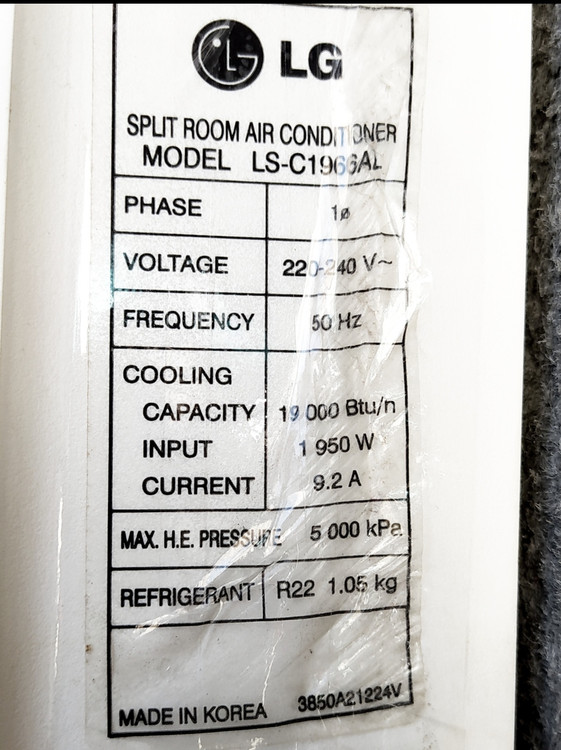 LG
SPLIT ROOM AIR CONDITIONER
MODEL LS-C1966AL
PHASE 1ø
VOLTAGE 220-240 V~
FREQUENCY 50 Hz
COOLING
CAPACITY 19 000 Btu/h
INPUT 1 950 W
CURRENT 9.2 A
MAX. H.E. PRESSURE 5 000 kPa
REFRIGERANT R22 1.05 kg
MADE IN KOREA 3850A21224V